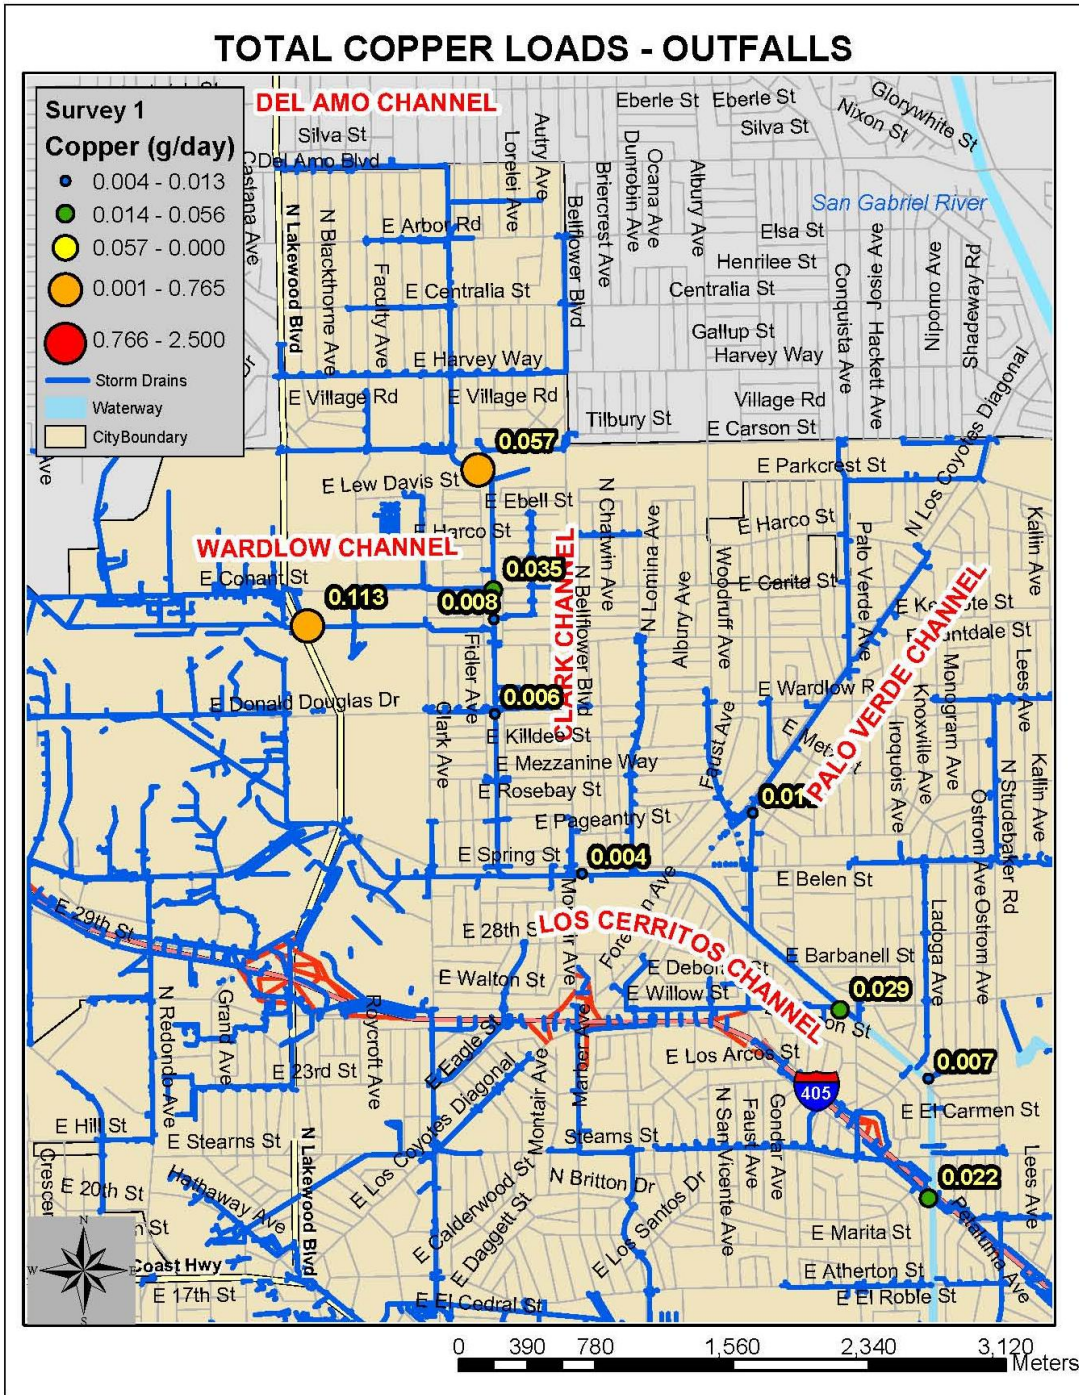 TOTAL COPPER LOADS - OUTFALLS
Survey 1
Copper (g/day)
0.004 - 0.013
0.014 - 0.056
0.057 - 0.000
0.001 - 0.765
0.766 - 2.500
Storm Drains
Waterway
CityBoundary
DEL AMO CHANNEL
Silva St
Del Amo Blvd
Eberle St
Eberle St
Silva St
Glorywhite St
Nixon St
San Gabriel River
Autry Ave
Lorelei Ave
Ocana Ave
Dunrobin Ave
Briercrest Ave
Albury Ave
Bellflower Blvd
N Lakewood Blvd
N Blackthorne Ave
Faculty Ave
E Arbor Rd
E Centralia St
E Harvey Way
E Village Rd
E Village Rd
Elsa St
Henrilee St
Centralia St
Gallup St
Harvey Way
Village Rd
Tilbury St
E Carson St
Conquista Ave
Josie Ave
Hackett Ave
Nipomo Ave
Shadeway Rd
N Los Coyotes Diagonal
Ave
0.057
E Lew Davis St
E Ebell St
E Harco St
E Parkcrest St
E Harco St
E Carita St
WARDLOW CHANNEL
E Conant St
0.035
0.113
0.008
CLARK CHANNEL
N Chatwin Ave
N Bellflower Blvd
N Lomina Ave
Albury Ave
Woodruff Ave
Palo Verde Ave
Kallin Ave
PALO VERDE CHANNEL
E Wardlow R
Lees Ave
Monogram Ave
Knoxville Ave
Iroquois Ave
Fidler Ave
0.006
E Donald Douglas Dr
Clark Ave
E Killdee St
E Mezzanine Way
E Rosebay St
E Pageantry St
E Spring St
0.004
Faust Ave
E Belen St
Kallin Ave
N Studebaker Rd
Ostrom Ave
Ostrom Ave
Ladoga Ave
E 29th St
E 28th S
LOS CERRITOS CHANNEL
E Walton St
E Willow St
E Barbanell St
0.029
N Redondo Ave
Grand Ave
Roycroft Ave
E 23rd St
E Eagle St
E Los Coyotes Diagonal
Montair Ave
E Los Arcos St
405
0.007
E El Carmen St
E Hill St
E Stearns St
Stearns St
N San Vicente Ave
Faust Ave
Gondar Ave
0.022
Lees Ave
Crescen
E 20th St
Hathaway Ave
N Lakewood Blvd
E Calderwood St
E Daggett St
N Britton Dr
E Los Santos Dr
Petaluma Ave
E Marita St
E Atherton St
E El Roble St
N
W
E
S
Coast Hwy
E 17th St
E El Cedral St
0 390 780 1,560 2,340 3,120
Meters